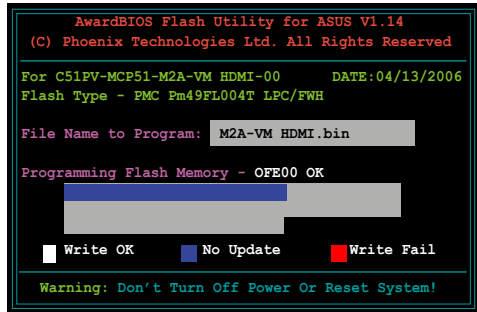 AwardBIOS Flash Utility for ASUS V1.14
(C) Phoenix Technologies Ltd. All Rights Reserved
For C51PV-MCP51-M2A-VM HDMI-00 DATE:04/13/2006
Flash Type - PMC Pm49FL004T LPC/FWH
File Name to Program: M2A-VM HDMI.bin
Programming Flash Memory - OFE00 OK
Write OK No Update Write Fail
Warning: Don't Turn Off Power Or Reset System!